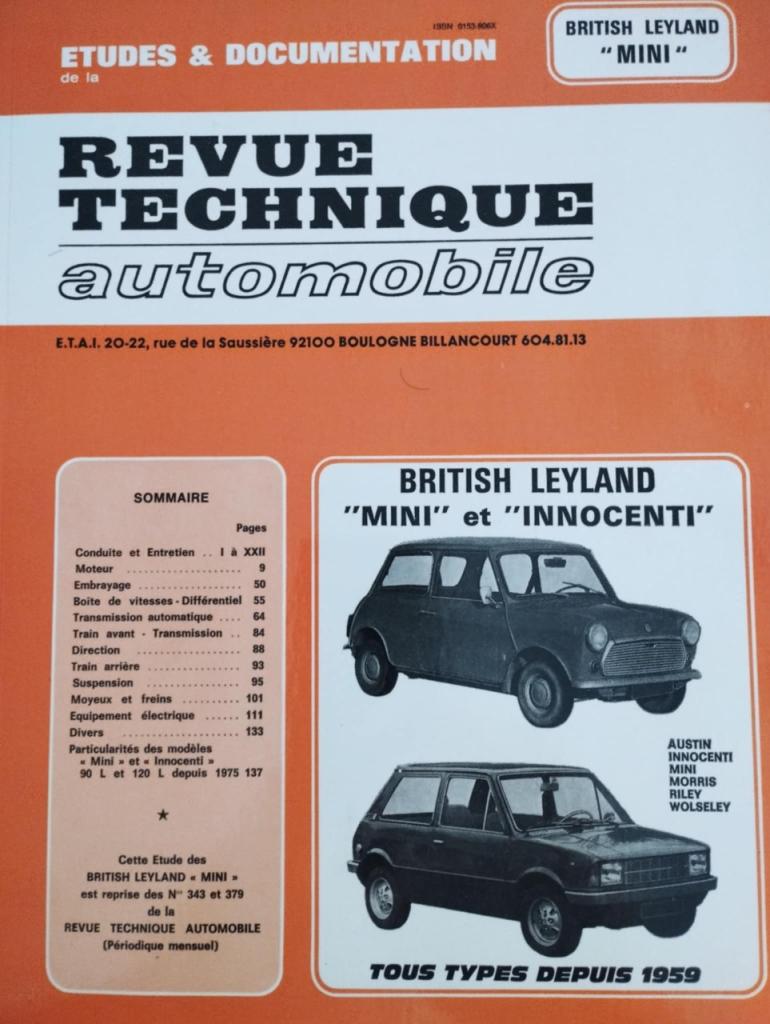 ISBN 0153-806X
ETUDES & DOCUMENTATION
de la
BRITISH LEYLAND
"MINI"
REVUE
TECHNIQUE
automobile
E.T.A.I. 20-22, rue de la Saussière 92100 BOULOGNE BILLANCOURT 604.81.13
SOMMAIRE
Pages
Conduite et Entretien .. I à XXII
Moteur .................. 9
Embrayage .................. 50
Boîte de vitesses - Différentiel 55
Transmission automatique .... 64
Train avant - Transmission .. 84
Direction .................. 88
Train arrière ................ 93
Suspension ................ 95
Moyeux et freins .......... 101
Equipement électrique ...... 111
Divers .................... 133
Particularités des modèles
« Mini » et « Innocenti »
90 L et 120 L depuis 1975 137
★
Cette Etude des
BRITISH LEYLAND « MINI »
est reprise des Nos 343 et 379
de la
REVUE TECHNIQUE AUTOMOBILE
(Périodique mensuel)
BRITISH LEYLAND
"MINI" et "INNOCENTI"
AUSTIN
INNOCENTI
MINI
MORRIS
RILEY
WOLSELEY
TOUS TYPES DEPUIS 1959